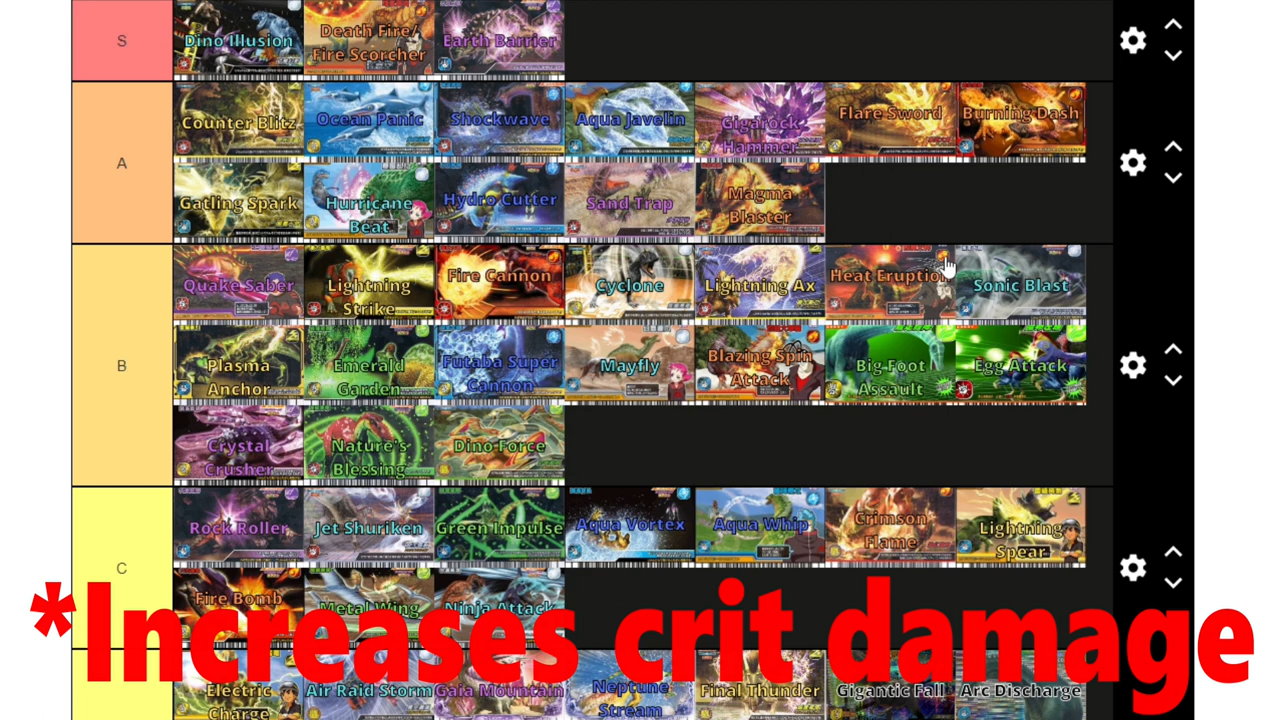 S
Dino Illusion
Death Fire/
Fire Scorcher
Earth Barrier
A
Counter Blitz
Ocean Panic
Shockwave
Aqua Javelin
Gigarock
Hammer
Flare Sword
Burning Dash
Gatling Spark
Hurricane
Beat
Hydro Cutter
Sand Trap
Magma
Blaster
B
Quake Saber
Lightning
Strike
Fire Cannon
Cyclone
Lightning Ax
Heat Eruption
Sonic Blast
Plasma
Anchor
Emerald
Garden
Futaba Super
Cannon
Mayfly
Blazing Spin
Attack
Big Foot
Assault
Egg Attack
Crystal
Crusher
Nature's
Blessing
Dino Force
C
Rock Roller
Jet Shuriken
Green Impulse
Aqua Vortex
Aqua Whip
Crimson
Flame
Lightning
Spear
Fire Bomb
Metal Wing
Ninja Attack
*Increases crit damage
Electric
Charge
Air Raid Storm
Gaia Mountain
Neptune
Stream
Final Thunder
Gigantic Fall
Arc Discharge